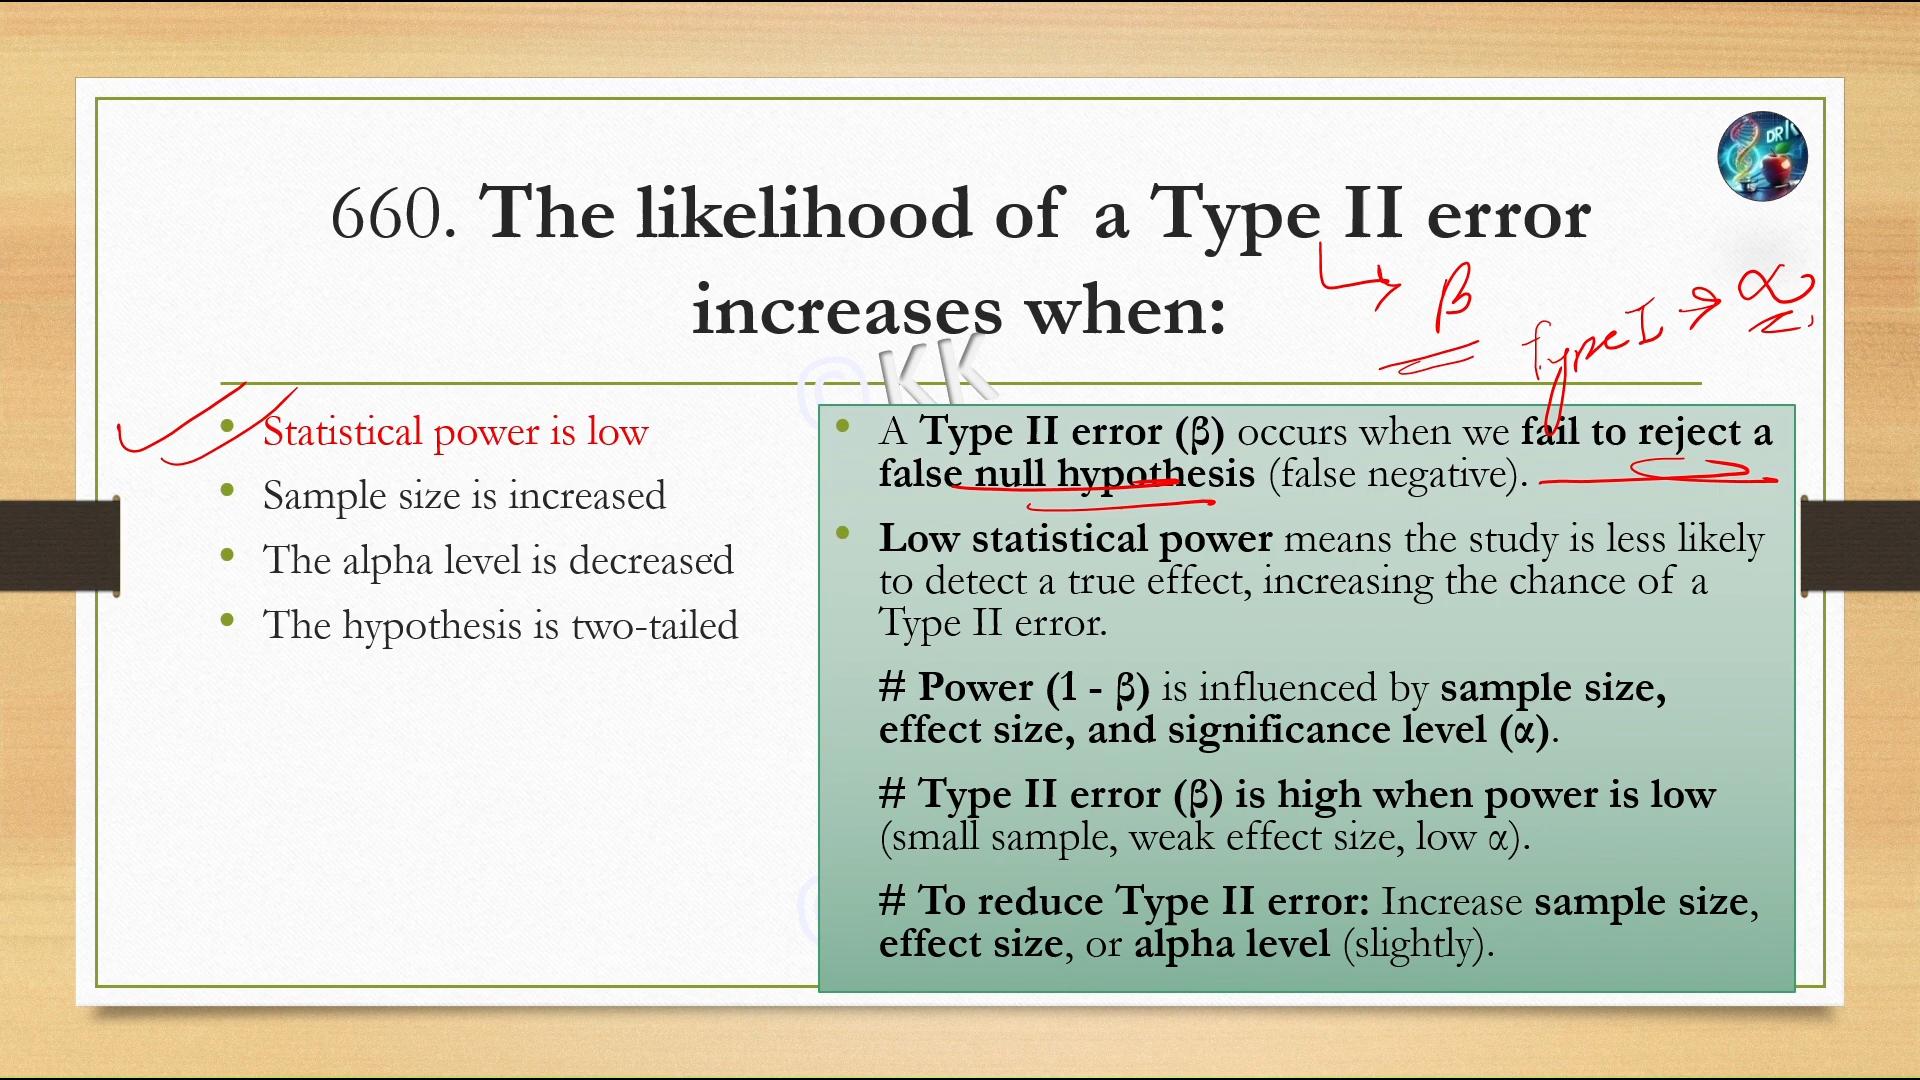 DR K
660. The likelihood of a Type II error
increases when:
β
Type I → α
©KK
• Statistical power is low
• Sample size is increased
• The alpha level is decreased
• The hypothesis is two-tailed
• A Type II error (β) occurs when we fail to reject a
false null hypothesis (false negative).
• Low statistical power means the study is less likely
to detect a true effect, increasing the chance of a
Type II error.
# Power (1 - β) is influenced by sample size,
effect size, and significance level (α).
# Type II error (β) is high when power is low
(small sample, weak effect size, low α).
# To reduce Type II error: Increase sample size,
effect size, or alpha level (slightly).